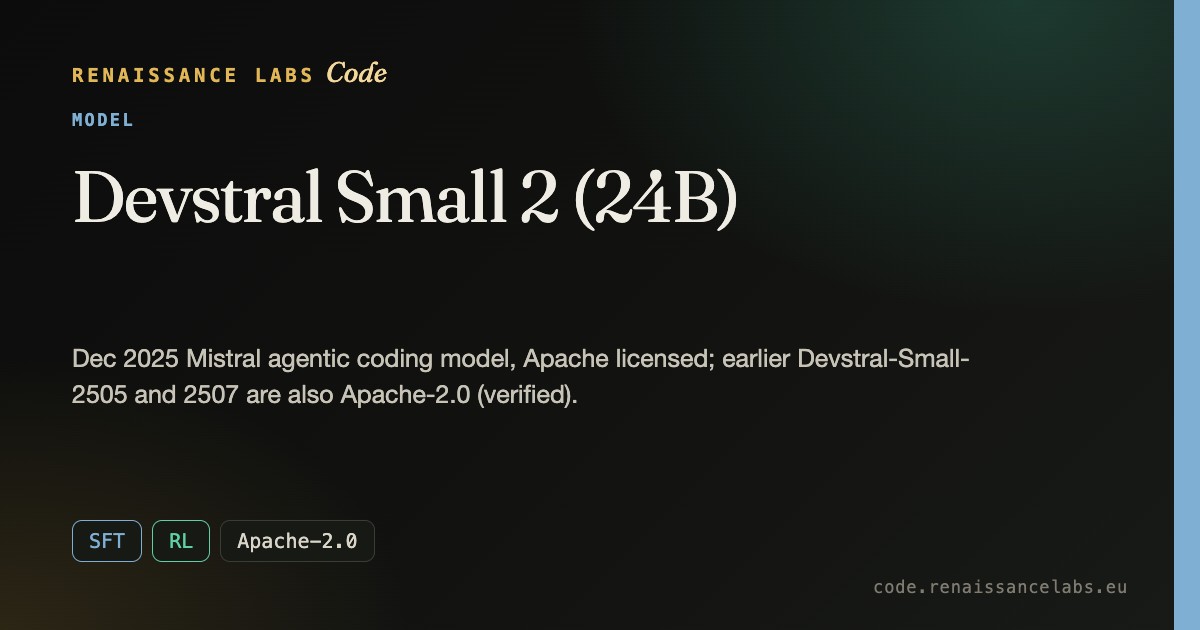 RENAISSANCE LABS Code
MODEL
Devstral Small 2 (24B)
Dec 2025 Mistral agentic coding model, Apache licensed; earlier Devstral-Small-
2505 and 2507 are also Apache-2.0 (verified).
SFT RL Apache-2.0
code.renaissancelabs.eu